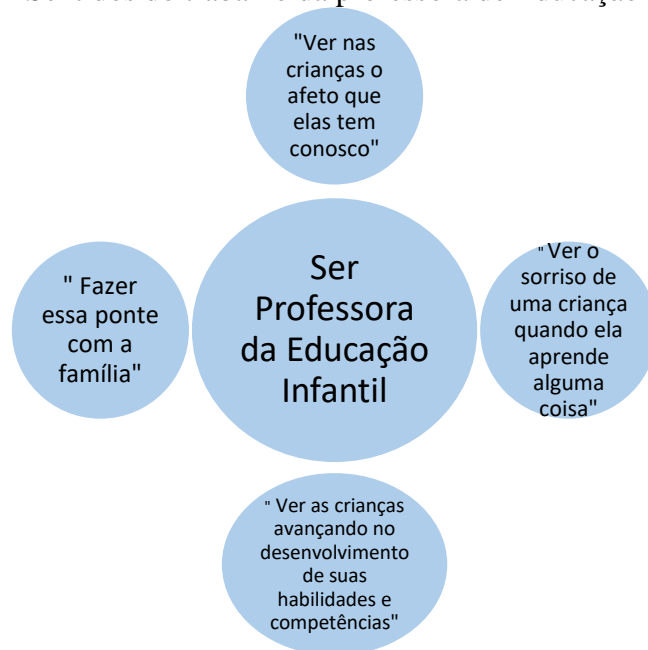 "Ver nas
crianças o
afeto que
elas tem
conosco"
" Fazer
essa ponte
com a
família"
Ser
Professora
da Educação
Infantil
" Ver o
sorriso de
uma criança
quando ela
aprende
alguma
coisa"
" Ver as crianças
avançando no
desenvolvimento
de suas
habilidades e
competências"